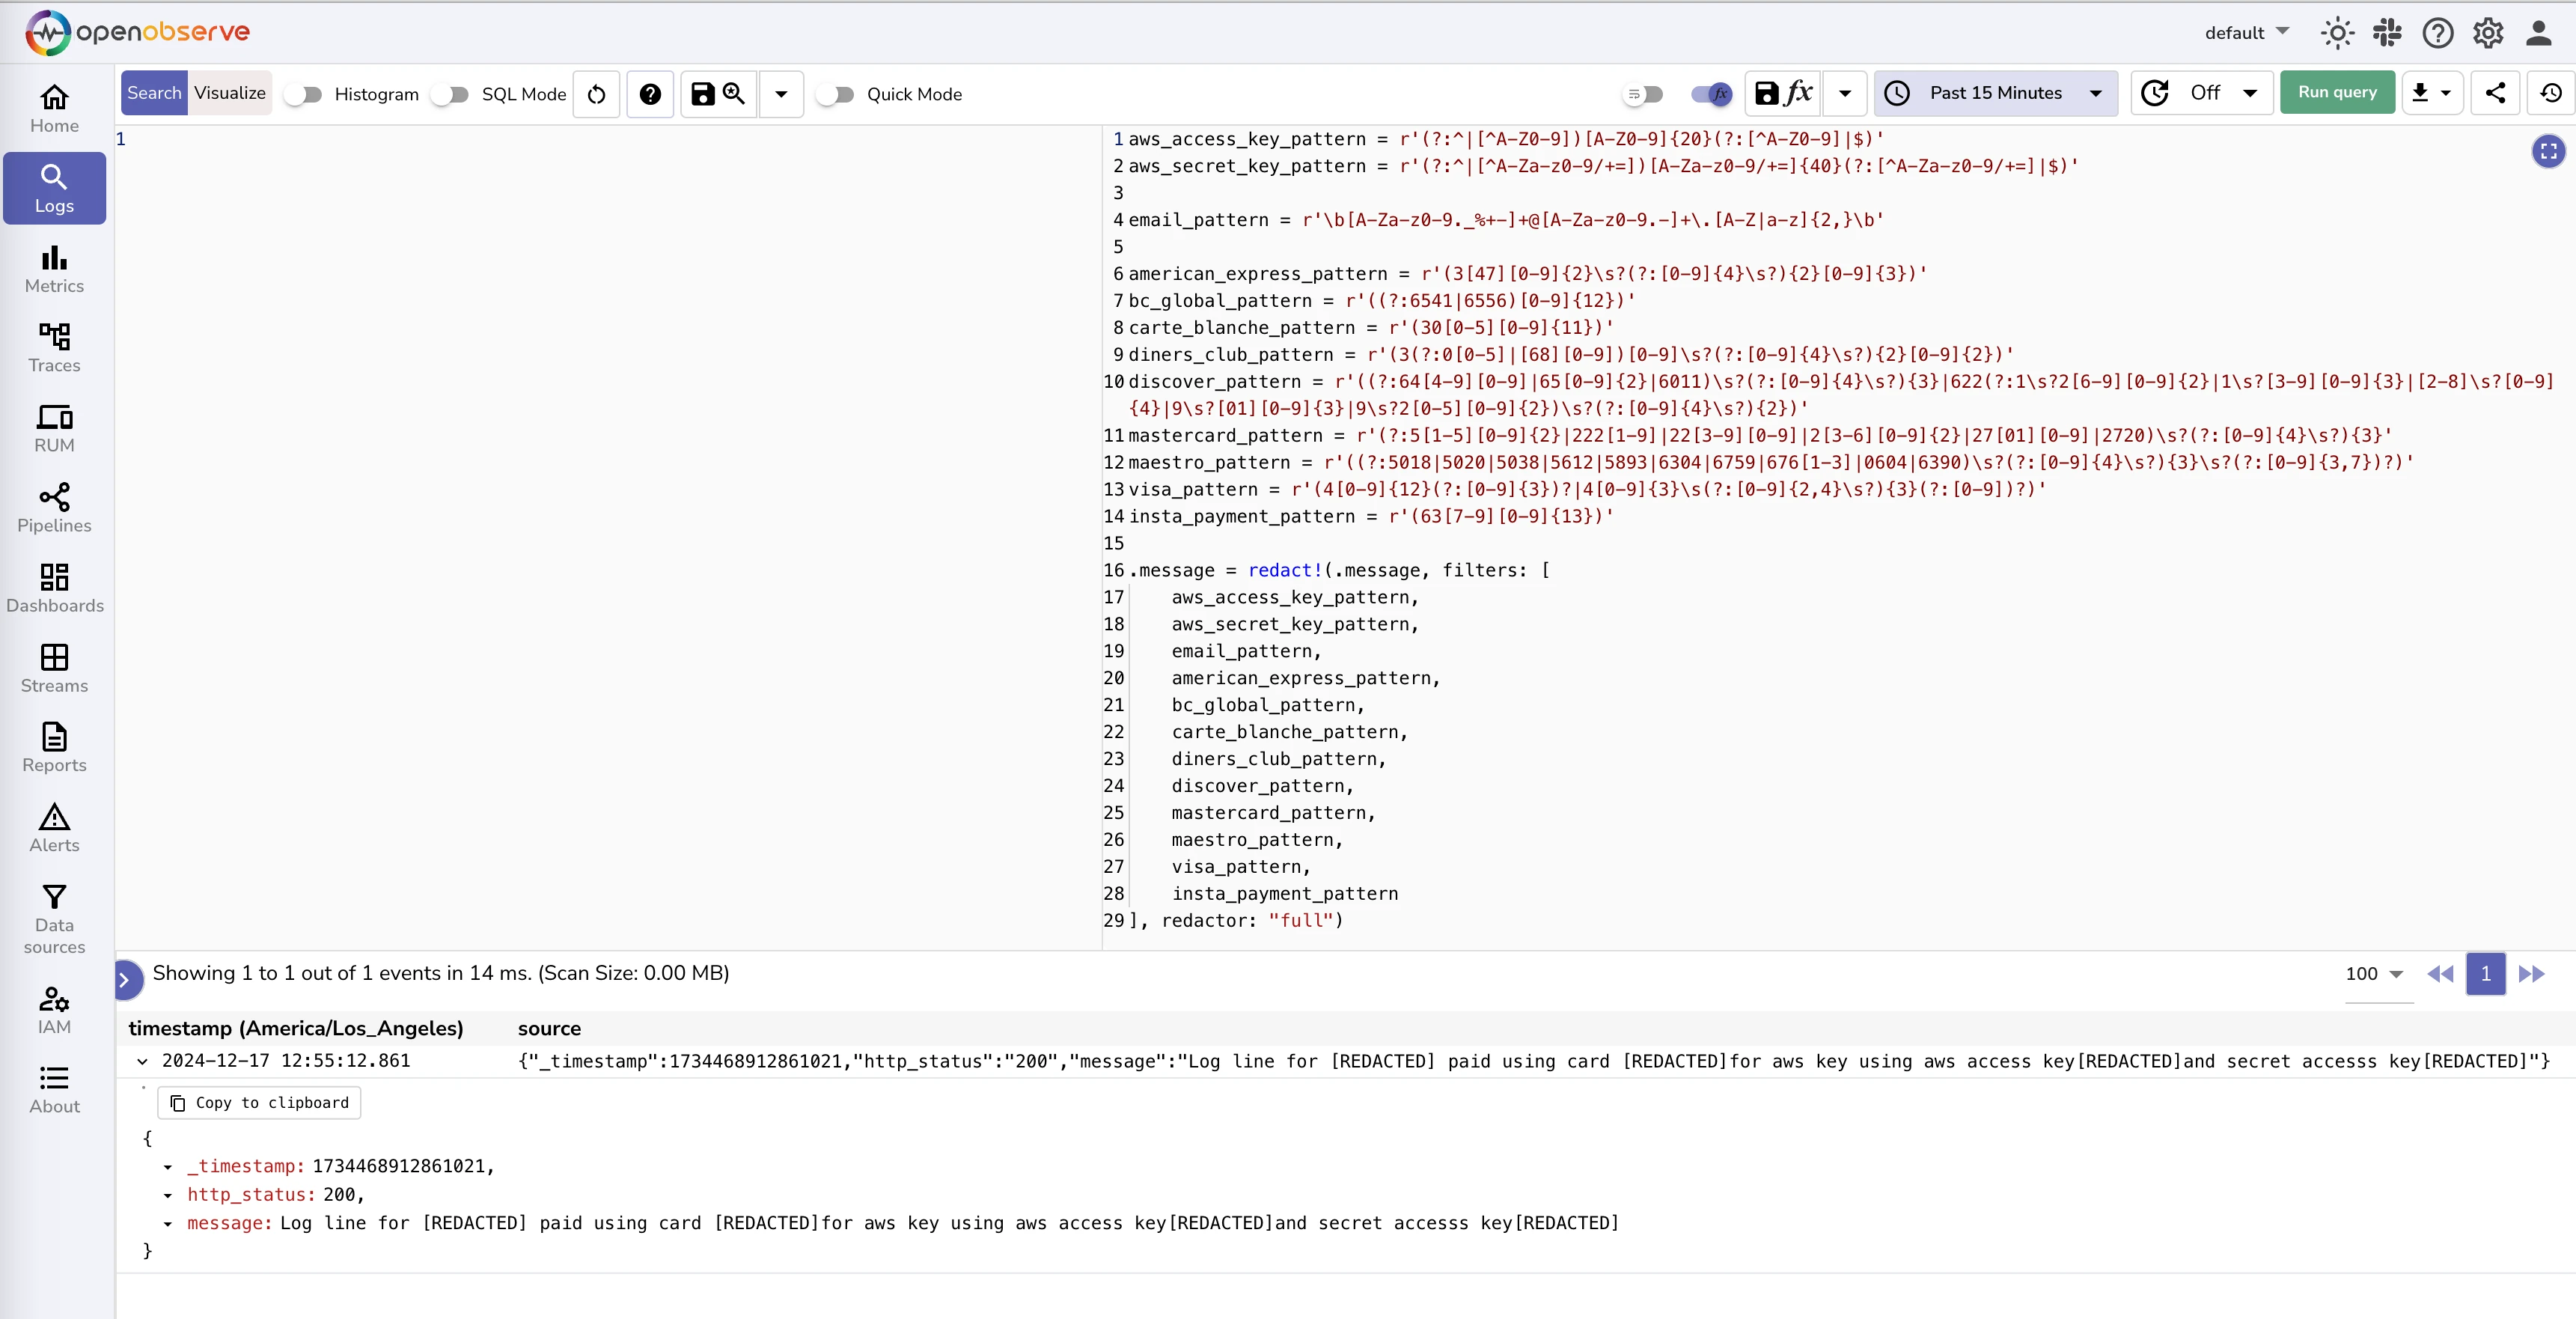 openobserve
default
Search Visualize Histogram SQL Mode Quick Mode fx fx Past 15 Minutes Off Run query
Home
Logs
Metrics
Traces
RUM
Pipelines
Dashboards
Streams
Reports
Alerts
Data
sources
IAM
About
1
1 aws_access_key_pattern = r'(?:^|[^A-Z0-9])[A-Z0-9]{20}(?:[^A-Z0-9]|$)'
2 aws_secret_key_pattern = r'(?:^|[^A-Za-z0-9/+=])[A-Za-z0-9/+=]{40}(?:[^A-Za-z0-9/+=]|$)'
3
4 email_pattern = r'\b[A-Za-z0-9._%+-]+@[A-Za-z0-9.-]+\.[A-Z|a-z]{2,}\b'
5
6 american_express_pattern = r'(3[47][0-9]{2}\s?(?:[0-9]{4}\s?){2}[0-9]{3})'
7 bc_global_pattern = r'((?:6541|6556)[0-9]{12})'
8 carte_blanche_pattern = r'(30[0-5][0-9]{11})'
9 diners_club_pattern = r'(3(?:0[0-5]|[68][0-9])[0-9]\s?(?:[0-9]{4}\s?){2}[0-9]{2})'
10 discover_pattern = r'((?:64[4-9][0-9]|65[0-9]{2}|6011)\s?(?:[0-9]{4}\s?){3}|622(?:1\s?2[6-9][0-9]{2}|1\s?[3-9][0-9]{3}|[2-8]\s?[0-9]
{4}|9\s?[01][0-9]{3}|9\s?2[0-5][0-9]{2})\s?(?:[0-9]{4}\s?){2})'
11 mastercard_pattern = r'(?:5[1-5][0-9]{2}|222[1-9]|22[3-9][0-9]|2[3-6][0-9]{2}|27[01][0-9]|2720)\s?(?:[0-9]{4}\s?){3}'
12 maestro_pattern = r'((?:5018|5020|5038|5612|5893|6304|6759|676[1-3]|0604|6390)\s?(?:[0-9]{4}\s?){3}\s?(?:[0-9]{3,7})?)'
13 visa_pattern = r'(4[0-9]{12}(?:[0-9]{3})?|4[0-9]{3}\s(?:[0-9]{2,4}\s?){3}(?:[0-9])?)'
14 insta_payment_pattern = r'(63[7-9][0-9]{13})'
15
16 .message = redact!(.message, filters: [
17 aws_access_key_pattern,
18 aws_secret_key_pattern,
19 email_pattern,
20 american_express_pattern,
21 bc_global_pattern,
22 carte_blanche_pattern,
23 diners_club_pattern,
24 discover_pattern,
25 mastercard_pattern,
26 maestro_pattern,
27 visa_pattern,
28 insta_payment_pattern
29 ], redactor: "full")
Showing 1 to 1 out of 1 events in 14 ms. (Scan Size: 0.00 MB) 100 1
timestamp (America/Los_Angeles) source
2024-12-17 12:55:12.861 {"_timestamp":1734468912861021,"http_status":"200","message":"Log line for [REDACTED] paid using card [REDACTED]for aws key using aws access key[REDACTED]and secret accesss key[REDACTED]"}
Copy to clipboard
{
_timestamp: 1734468912861021,
http_status: 200,
message: Log line for [REDACTED] paid using card [REDACTED]for aws key using aws access key[REDACTED]and secret accesss key[REDACTED]
}